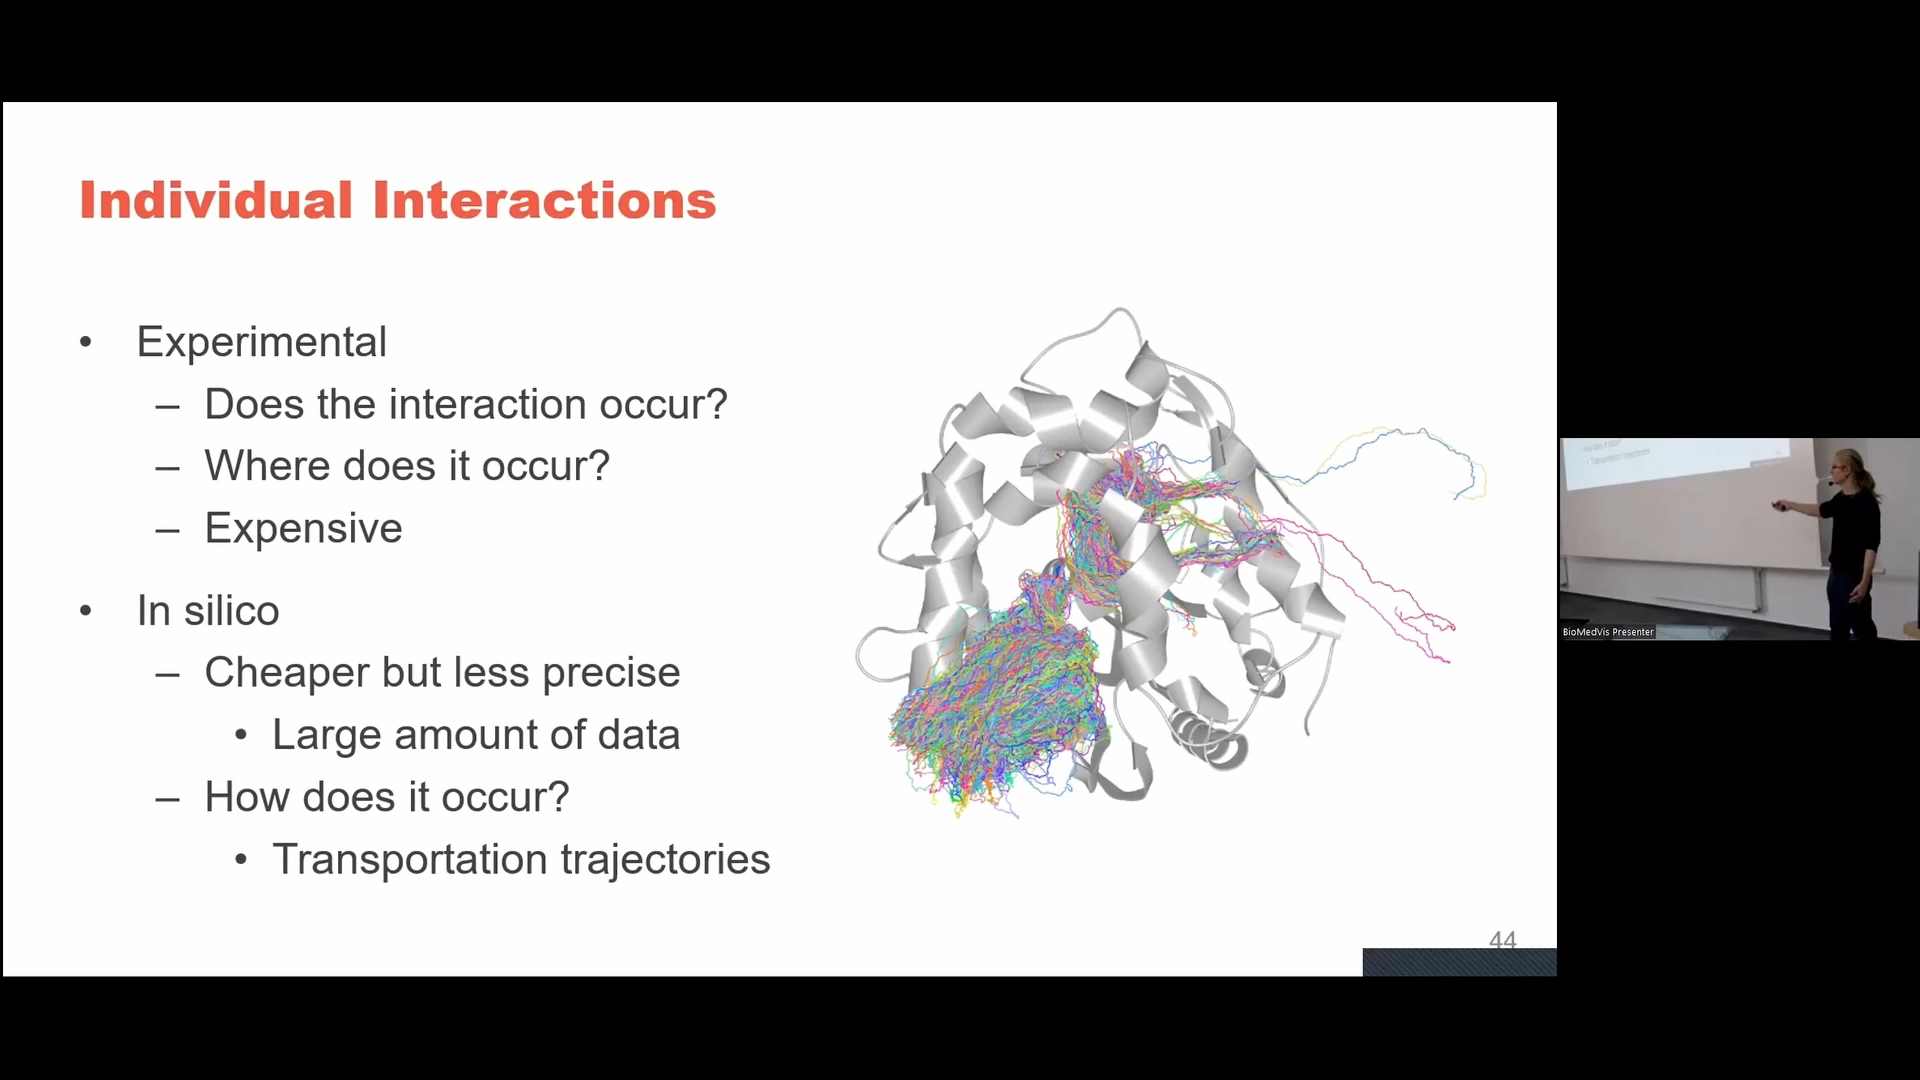 Individual Interactions
• Experimental
– Does the interaction occur?
– Where does it occur?
– Expensive
• In silico
– Cheaper but less precise
• Large amount of data
– How does it occur?
• Transportation trajectories
44
BioMedVis Presenter